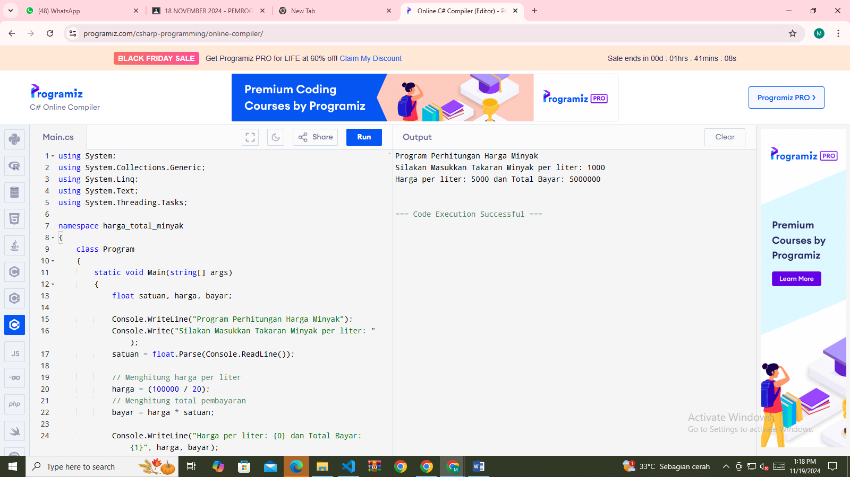 (48) WhatsApp
18 NOVEMBER 2024 - PEMROG
New Tab
Online C# Compiler (Editor) - P
programiz.com/csharp-programming/online-compiler/
BLACK FRIDAY SALE Get Programiz PRO for LIFE at 60% off! Claim My Discount
Sale ends in 00d . 01hrs . 41mins . 08s
Programiz
C# Online Compiler
Premium Coding
Courses by Programiz
Programiz PRO
Programiz PRO
Main.cs
Share
Run
Output
Clear
1 using System;
2 using System.Collections.Generic;
3 using System.Linq;
4 using System.Text;
5 using System.Threading.Tasks;
6
7 namespace harga_total_minyak
8 {
9 class Program
10 {
11 static void Main(string[] args)
12 {
13 float satuan, harga, bayar;
14
15 Console.WriteLine("Program Perhitungan Harga Minyak");
16 Console.Write("Silakan Masukkan Takaran Minyak per liter: "
);
17 satuan = float.Parse(Console.ReadLine());
18
19 // Menghitung harga per liter
20 harga = (100000 / 20);
21 // Menghitung total pembayaran
22 bayar = harga * satuan;
23
24 Console.WriteLine("Harga per liter: {0} dan Total Bayar:
{1}", harga, bayar);
Program Perhitungan Harga Minyak
Silakan Masukkan Takaran Minyak per liter: 1000
Harga per liter: 5000 dan Total Bayar: 5000000
=== Code Execution Successful ===
JS
GO
php
Programiz PRO
Premium
Courses by
Programiz
Learn More
Activate Windows
Go to Settings to activate Windows.
Type here to search
33°C Sebagian cerah
1:18 PM
11/19/2024